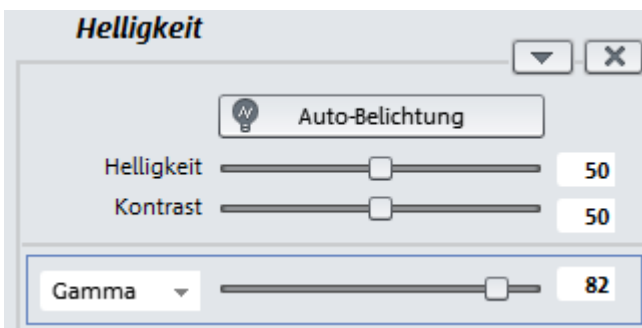 Helligkeit
Auto-Belichtung
Helligkeit 50
Kontrast 50
Gamma 82